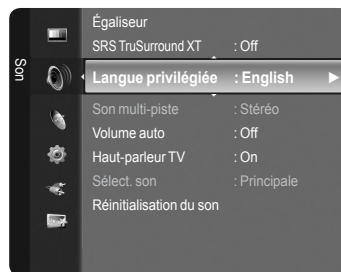 Son
Égaliseur
SRS TruSurround XT : Off
Langue privilégiée : English
Son multi-piste : Stéréo
Volume auto : Off
Haut-parleur TV : On
Sélect. son : Principale
Réinitialisation du son